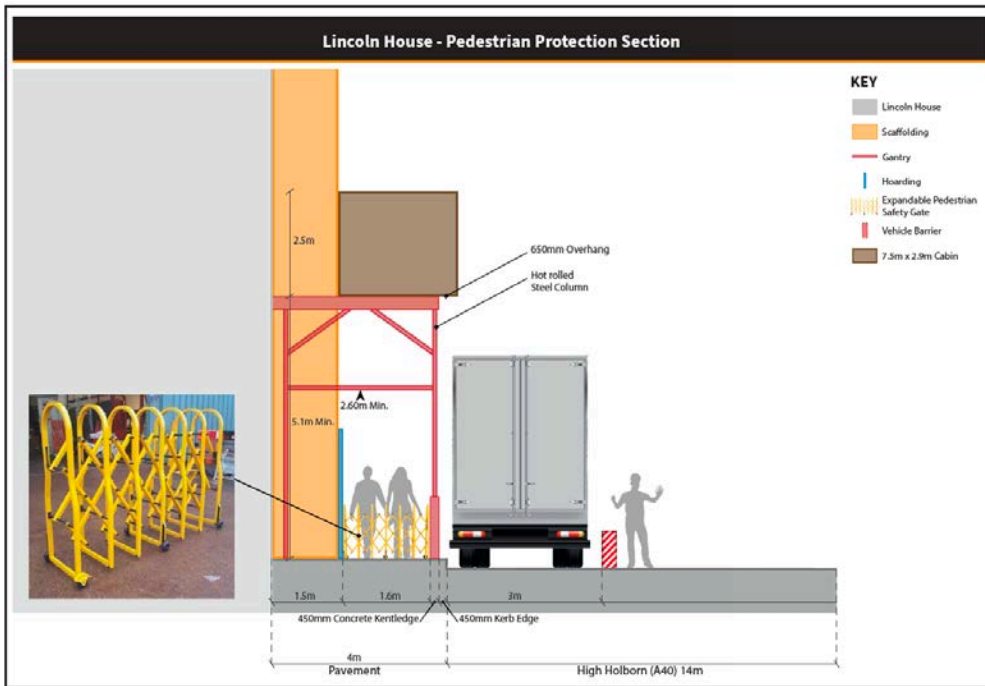 Lincoln House - Pedestrian Protection Section
KEY
Lincoln House
Scaffolding
Gantry
Hoarding
Expandable Pedestrian
Safety Gate
Vehicle Barrier
7.5m x 2.9m Cabin
2.5m
650mm Overhang
Hot rolled
Steel Column
2.60m Min.
5.1m Min.
1.5m
1.6m
3m
450mm Concrete Kentledge
450mm Kerb Edge
4m
Pavement
High Holborn (A40) 14m